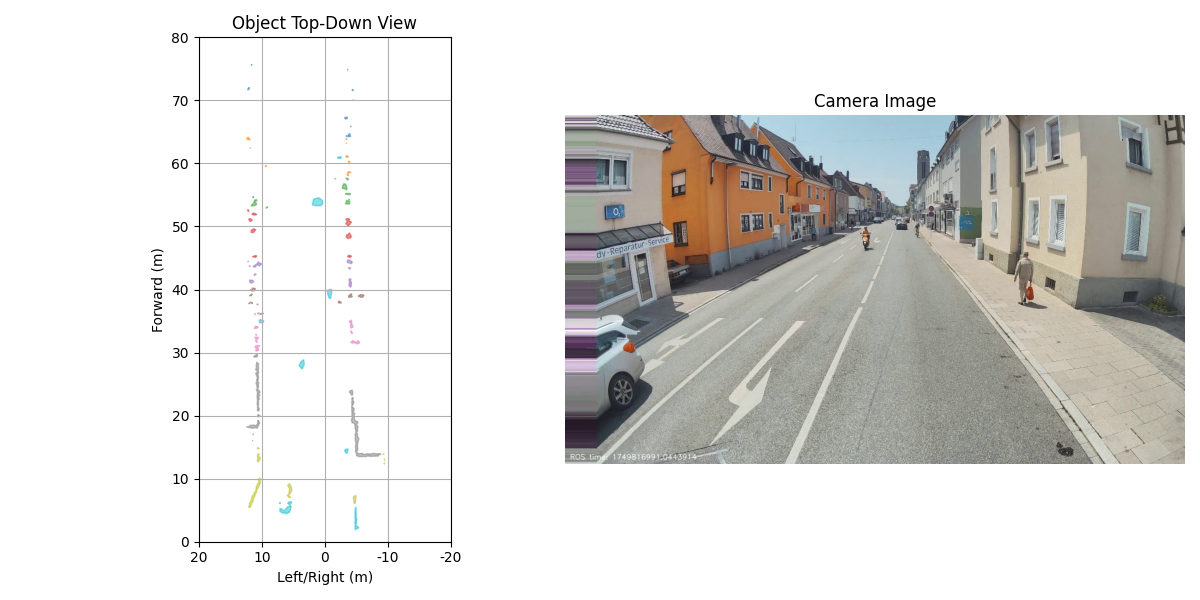 Object Top-Down View
80
70
60
50
40
30
20
10
0
20
10
0
-10
-20
Forward (m)
Left/Right (m)
Camera Image
O₂
dy-Reparatur-Service
ROS_time: 1749816991.0443914